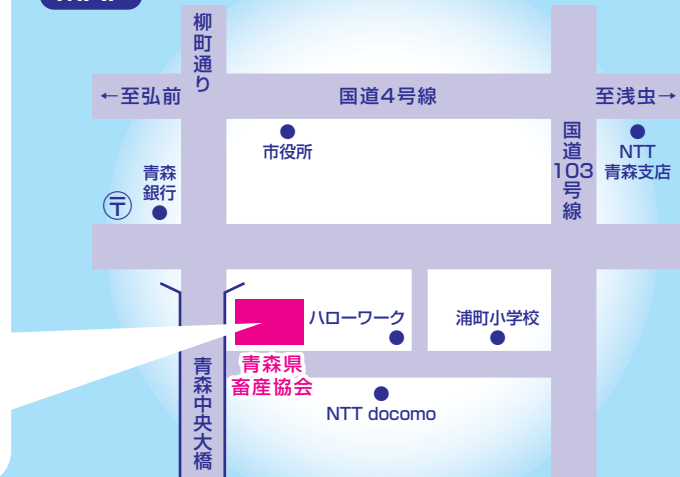 柳町通り
←至弘前
国道4号線
至浅虫→
市役所
国道103号線
NTT
青森支店
青森
銀行
〒
ハローワーク
浦町小学校
青森県
畜産協会
青森中央大橋
NTT docomo